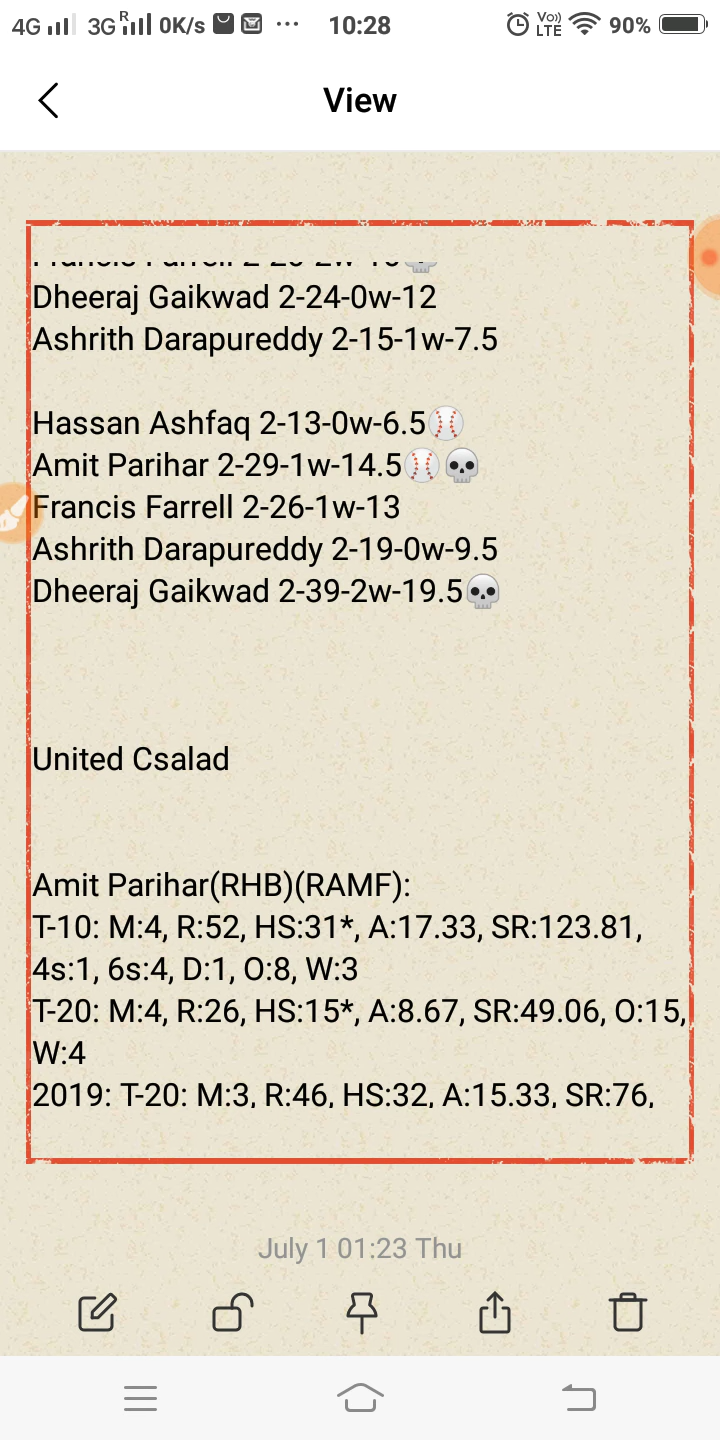 4G 3G R 0K/s ... 10:28 Vo)) LTE 90%
View
Dheeraj Gaikwad 2-24-0w-12
Ashrith Darapureddy 2-15-1w-7.5
Hassan Ashfaq 2-13-0w-6.5⚾
Amit Parihar 2-29-1w-14.5⚾💀
Francis Farrell 2-26-1w-13
Ashrith Darapureddy 2-19-0w-9.5
Dheeraj Gaikwad 2-39-2w-19.5💀
United Csalad
Amit Parihar(RHB)(RAMF):
T-10: M:4, R:52, HS:31*, A:17.33, SR:123.81,
4s:1, 6s:4, D:1, O:8, W:3
T-20: M:4, R:26, HS:15*, A:8.67, SR:49.06, O:15,
W:4
2019: T-20: M:3, R:46, HS:32, A:15.33, SR:76,
July 1 01:23 Thu